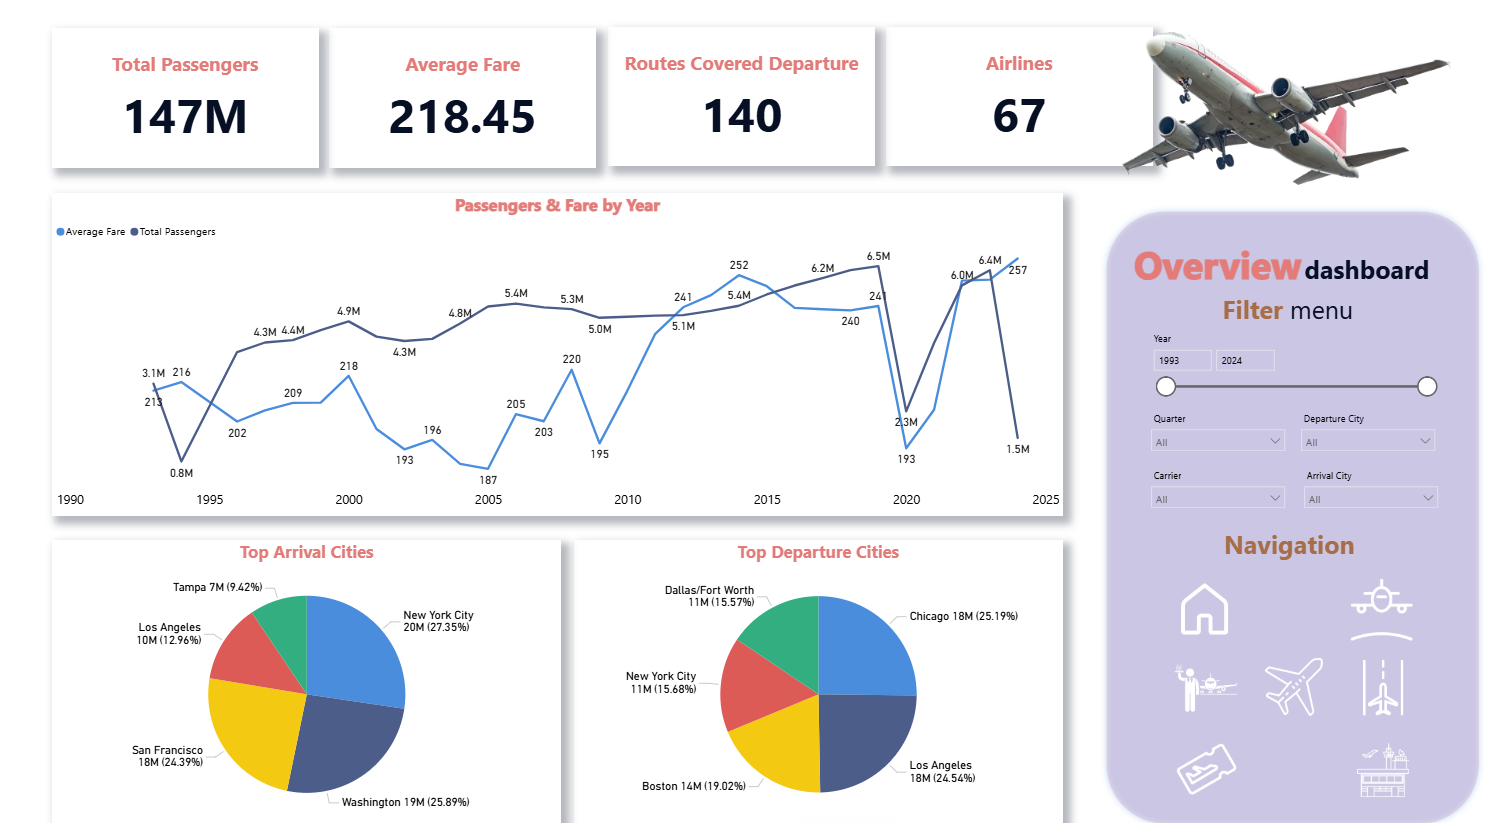 Total Passengers
147M
Average Fare
218.45
Routes Covered Departure
140
Airlines
67
Passengers & Fare by Year
Average Fare Total Passengers
3.1M
213
216
0.8M
202
4.3M
4.4M
209
4.9M
218
4.3M
193
196
4.8M
187
5.4M
205
203
5.3M
220
5.0M
195
241
5.1M
252
5.4M
6.2M
240
6.5M
241
2.3M
193
6.0M
6.4M
257
1.5M
1990 1995 2000 2005 2010 2015 2020 2025
Top Arrival Cities
Tampa 7M (9.42%)
New York City
20M (27.35%)
Los Angeles
10M (12.96%)
San Francisco
18M (24.39%)
Washington 19M (25.89%)
Top Departure Cities
Dallas/Fort Worth
11M (15.57%)
Chicago 18M (25.19%)
New York City
11M (15.68%)
Los Angeles
18M (24.54%)
Boston 14M (19.02%)
Overview dashboard
Filter menu
Year
1993 2024
Quarter Departure City
All All
Carrier Arrival City
All All
Navigation